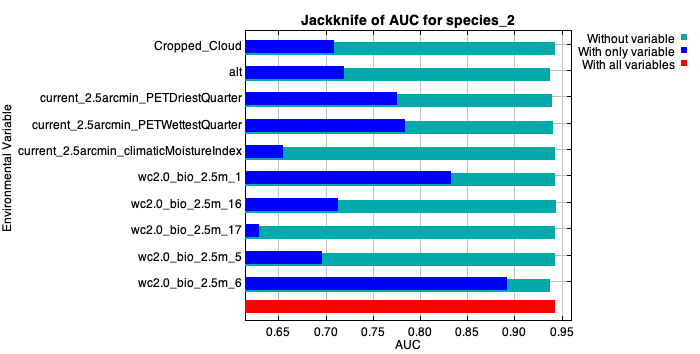 Jackknife of AUC for species_2
Without variable
With only variable
With all variables
Environmental Variable
Cropped_Cloud
alt
current_2.5arcmin_PETDriestQuarter
current_2.5arcmin_PETWettestQuarter
current_2.5arcmin_climaticMoistureIndex
wc2.0_bio_2.5m_1
wc2.0_bio_2.5m_16
wc2.0_bio_2.5m_17
wc2.0_bio_2.5m_5
wc2.0_bio_2.5m_6
0.65 0.70 0.75 0.80 0.85 0.90 0.95
AUC